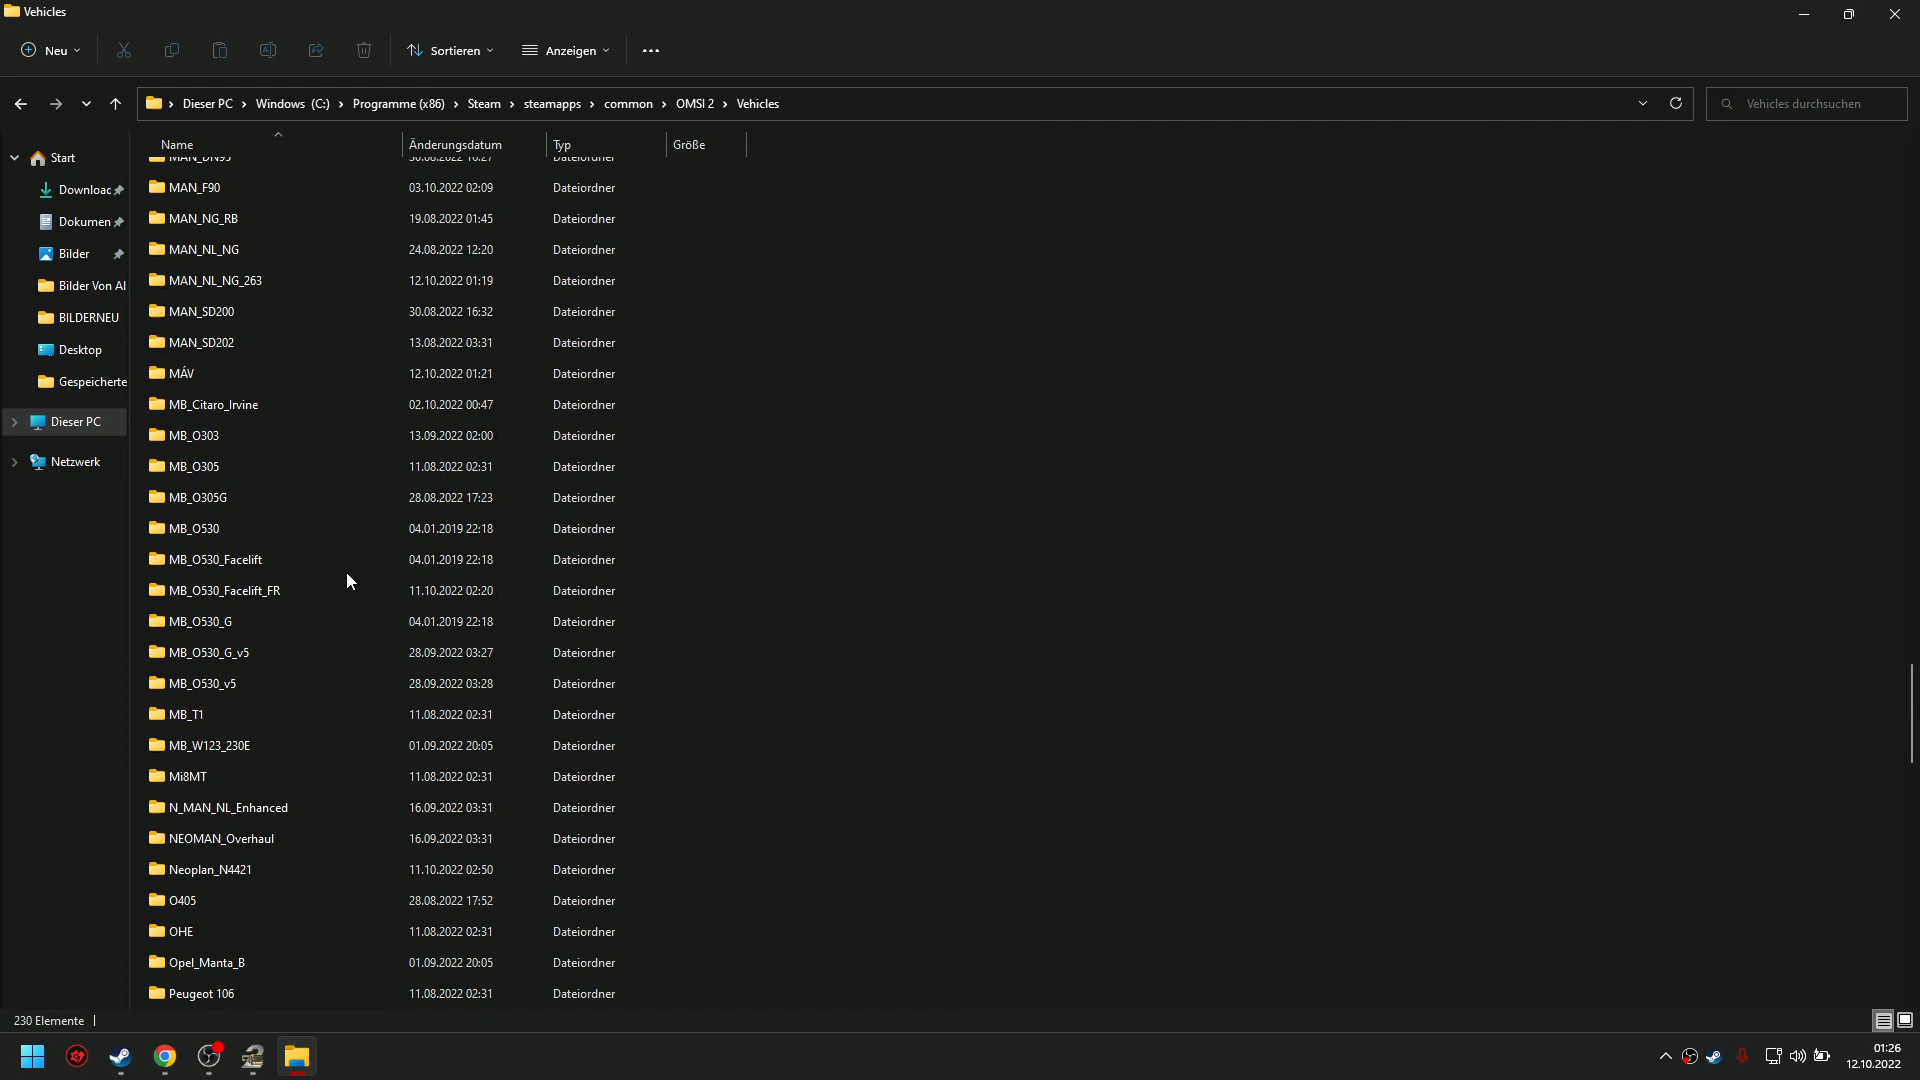 Vehicles
Neu
Sortieren
Anzeigen
Dieser PC > Windows (C:) > Programme (x86) > Steam > steamapps > common > OMSI 2 > Vehicles
Vehicles durchsuchen
Name Änderungsdatum Typ Größe
Start
Downloac
Dokumen
Bilder
Bilder Von Al
BILDERNEU
Desktop
Gespeicherte
Dieser PC
Netzwerk
MAN_DN95 30.08.2022 16:27 Dateiordner
MAN_F90 03.10.2022 02:09 Dateiordner
MAN_NG_RB 19.08.2022 01:45 Dateiordner
MAN_NL_NG 24.08.2022 12:20 Dateiordner
MAN_NL_NG_263 12.10.2022 01:19 Dateiordner
MAN_SD200 30.08.2022 16:32 Dateiordner
MAN_SD202 13.08.2022 03:31 Dateiordner
MÁV 12.10.2022 01:21 Dateiordner
MB_Citaro_Irvine 02.10.2022 00:47 Dateiordner
MB_O303 13.09.2022 02:00 Dateiordner
MB_O305 11.08.2022 02:31 Dateiordner
MB_O305G 28.08.2022 17:23 Dateiordner
MB_O530 04.01.2019 22:18 Dateiordner
MB_O530_Facelift 04.01.2019 22:18 Dateiordner
MB_O530_Facelift_FR 11.10.2022 02:20 Dateiordner
MB_O530_G 04.01.2019 22:18 Dateiordner
MB_O530_G_v5 28.09.2022 03:27 Dateiordner
MB_O530_v5 28.09.2022 03:28 Dateiordner
MB_T1 11.08.2022 02:31 Dateiordner
MB_W123_230E 01.09.2022 20:05 Dateiordner
Mi8MT 11.08.2022 02:31 Dateiordner
N_MAN_NL_Enhanced 16.09.2022 03:31 Dateiordner
NEOMAN_Overhaul 16.09.2022 03:31 Dateiordner
Neoplan_N4421 11.10.2022 02:50 Dateiordner
O405 28.08.2022 17:52 Dateiordner
OHE 11.08.2022 02:31 Dateiordner
Opel_Manta_B 01.09.2022 20:05 Dateiordner
Peugeot 106 11.08.2022 02:31 Dateiordner
230 Elemente
01:26
12.10.2022